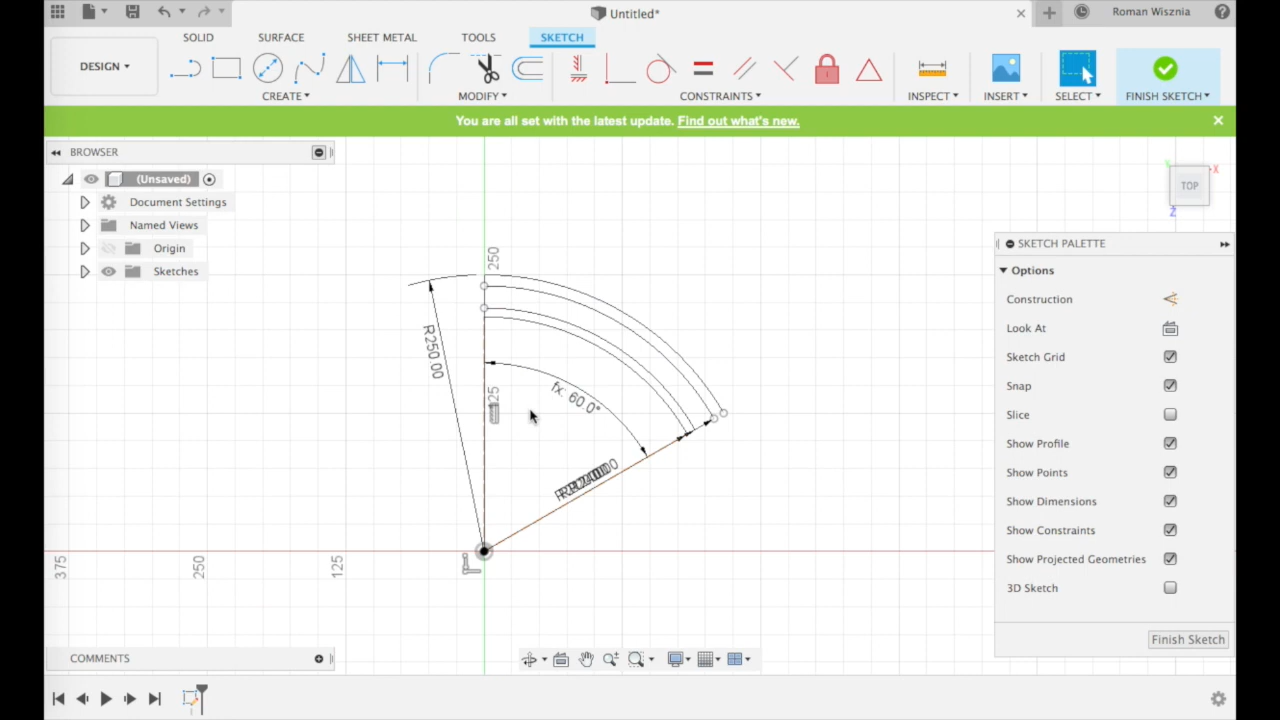 Untitled*
Roman Wisznia
DESIGN
SOLID
SURFACE
SHEET METAL
TOOLS
SKETCH
CREATE
MODIFY
CONSTRAINTS
INSPECT
INSERT
SELECT
FINISH SKETCH
You are all set with the latest update. Find out what's new.
BROWSER
(Unsaved)
Document Settings
Named Views
Origin
Sketches
TOP
X
Z
SKETCH PALETTE
Options
Construction
Look At
Sketch Grid
Snap
Slice
Show Profile
Show Points
Show Dimensions
Show Constraints
Show Projected Geometries
3D Sketch
Finish Sketch
250
R250.00
fx: 60.0°
375
250
125
COMMENTS